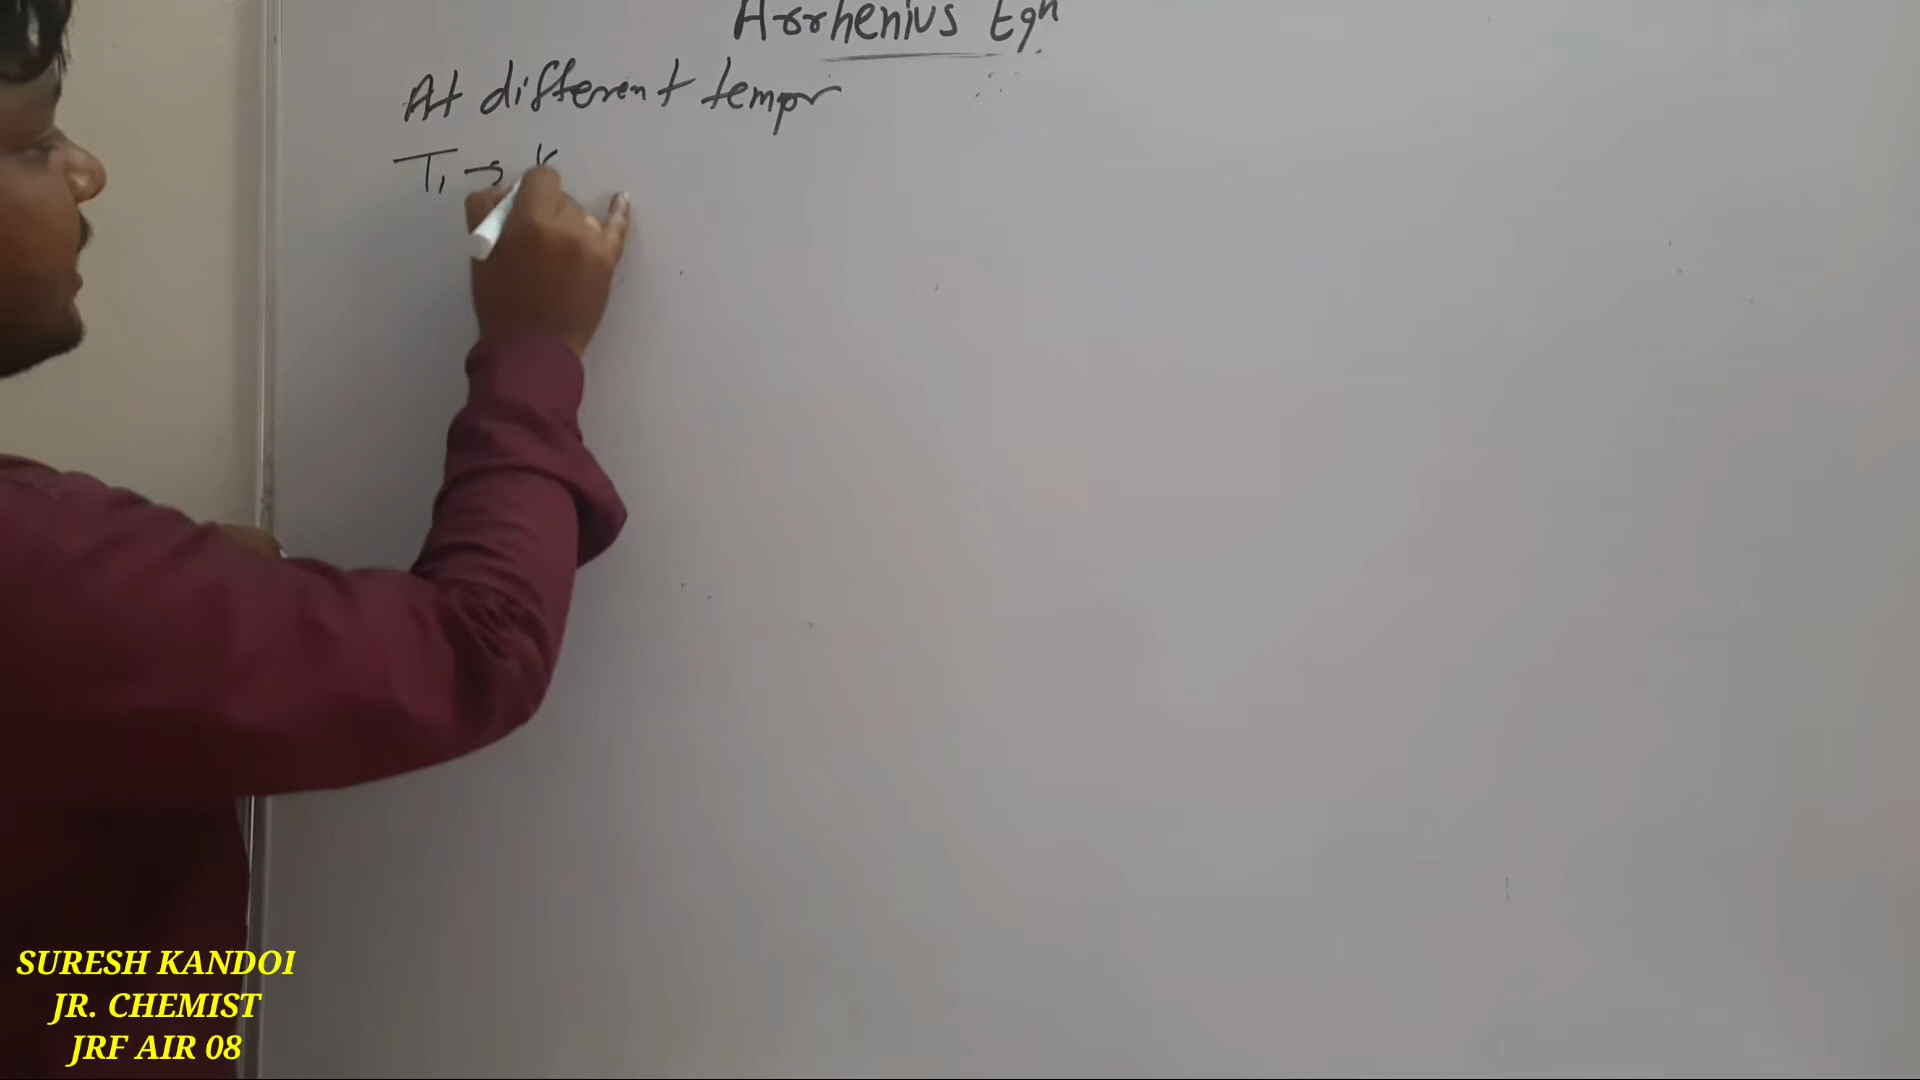 Arrhenius Eqn
At different tempr
T1 → K
SURESH KANDOI
JR. CHEMIST
JRF AIR 08